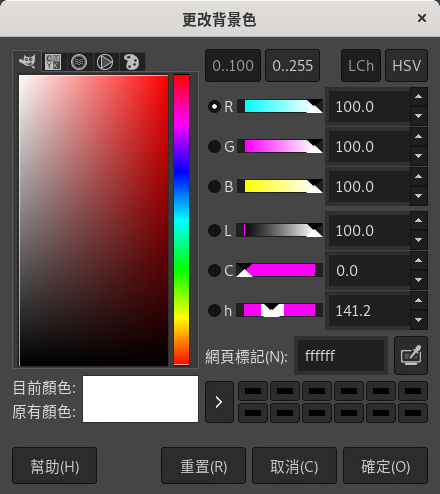 更改背景色
0..100 0..255 LCh HSV
R 100.0
G 100.0
B 100.0
L 100.0
C 0.0
h 141.2
網頁標記(N): ffffff
目前顏色:
原有顏色:
幫助(H) 重置(R) 取消(C) 確定(O)